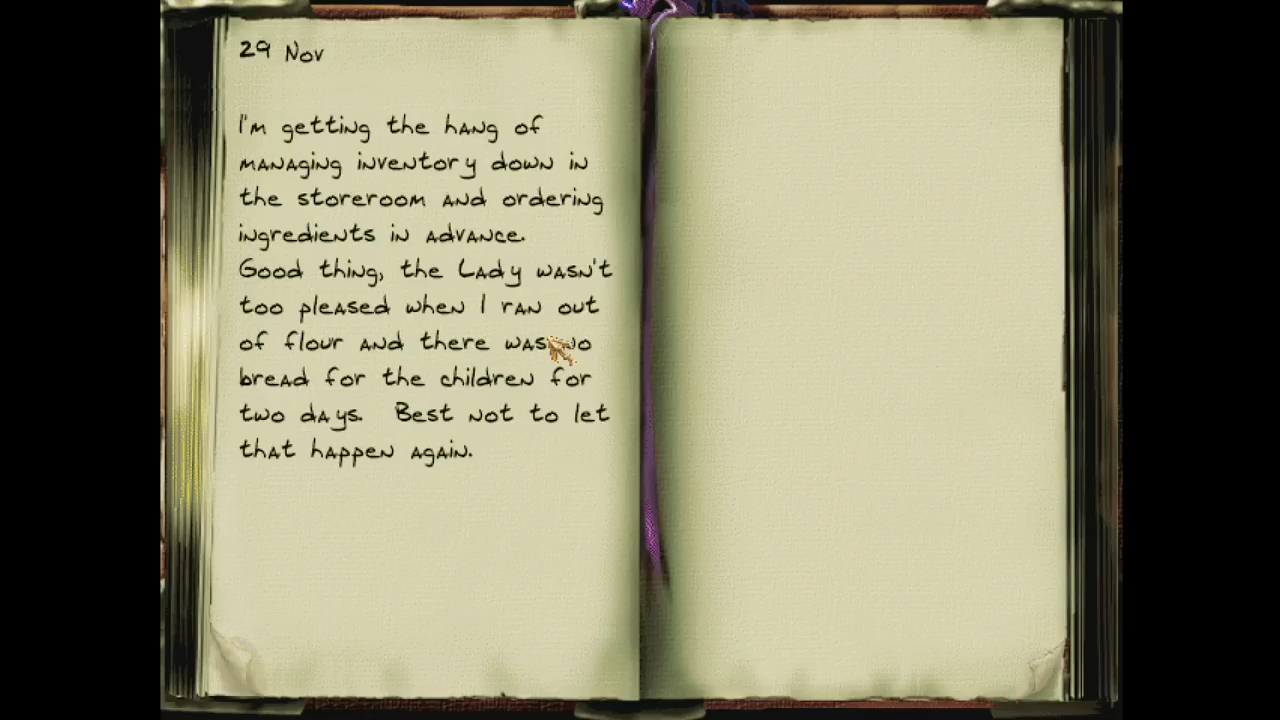 29 Nov
I'm getting the hang of
managing inventory down in
the storeroom and ordering
ingredients in advance.
Good thing, the Lady wasn't
too pleased when I ran out
of flour and there was no
bread for the children for
two days. Best not to let
that happen again.